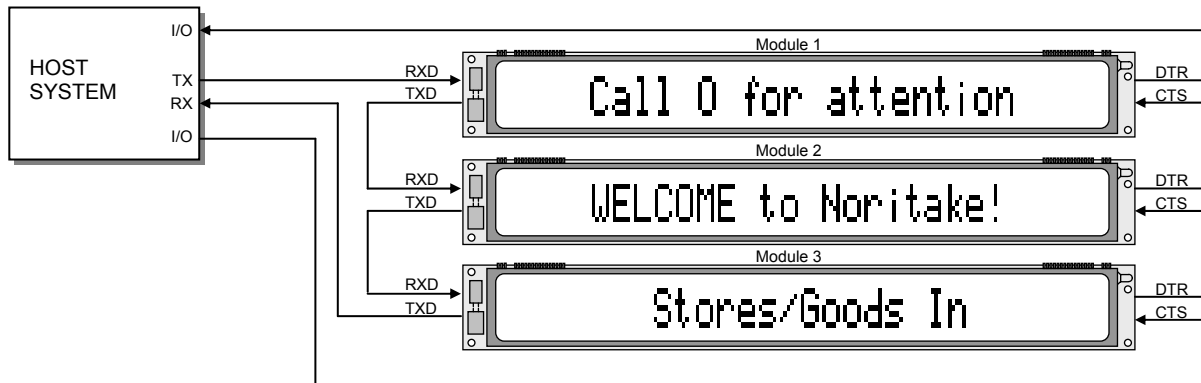 I/O
HOST
SYSTEM
TX
RX
I/O
Module 1
RXD
TXD
Call 0 for attention
DTR
CTS
Module 2
RXD
TXD
WELCOME to Noritake!
DTR
CTS
Module 3
RXD
TXD
Stores/Goods In
DTR
CTS